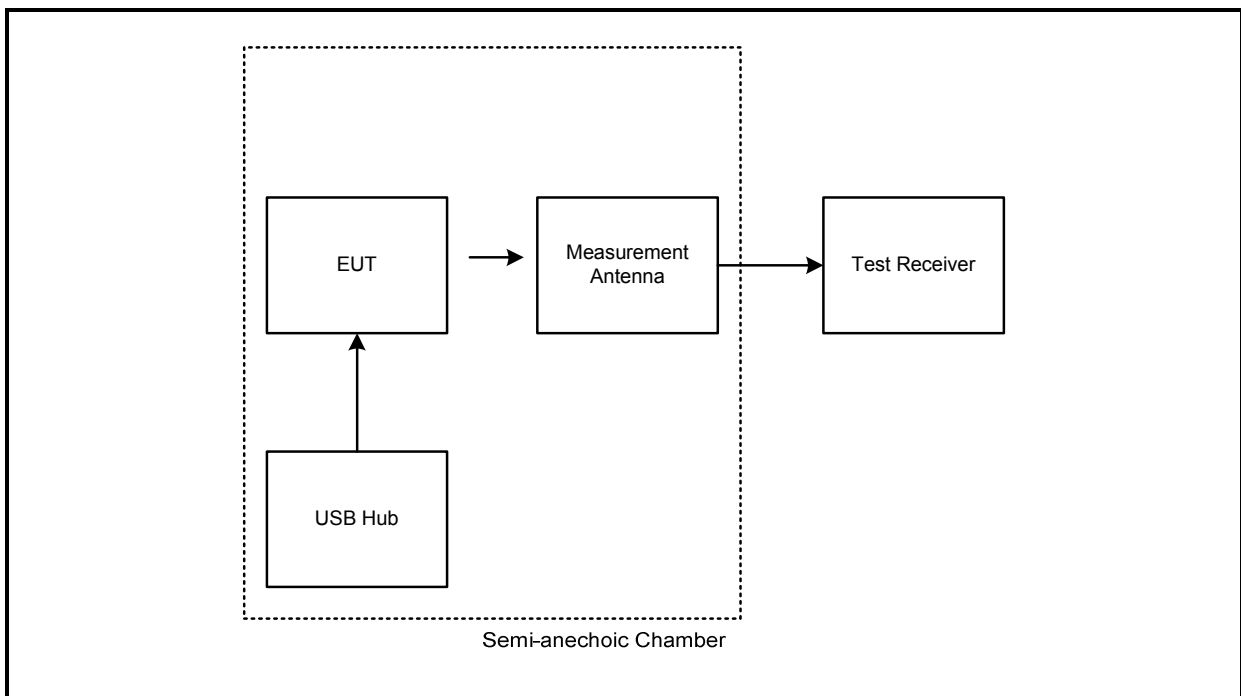 EUT
Measurement
Antenna
Test Receiver
USB Hub
Semi-anechoic Chamber